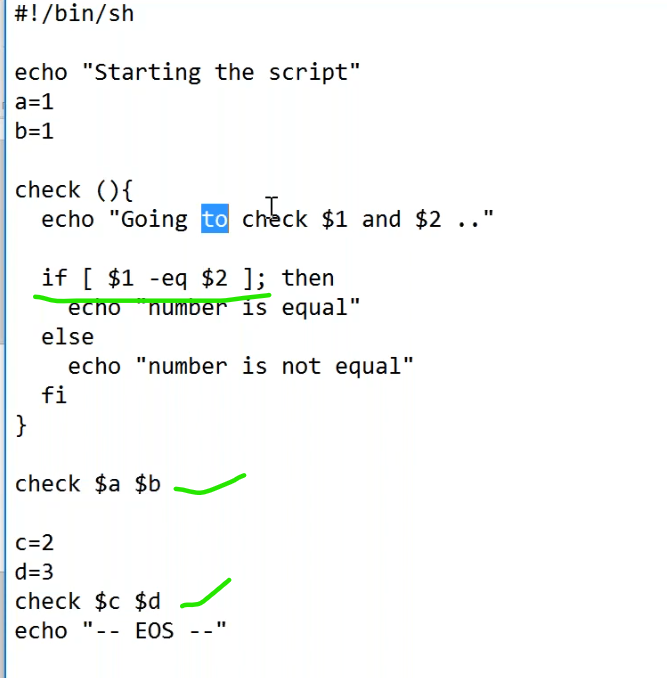 #!/bin/sh
echo "Starting the script"
a=1
b=1
check (){
echo "Going to check $1 and $2 .."
if [ $1 -eq $2 ]; then
echo "number is equal"
else
echo "number is not equal"
fi
}
check $a $b
c=2
d=3
check $c $d
echo "-- EOS --"